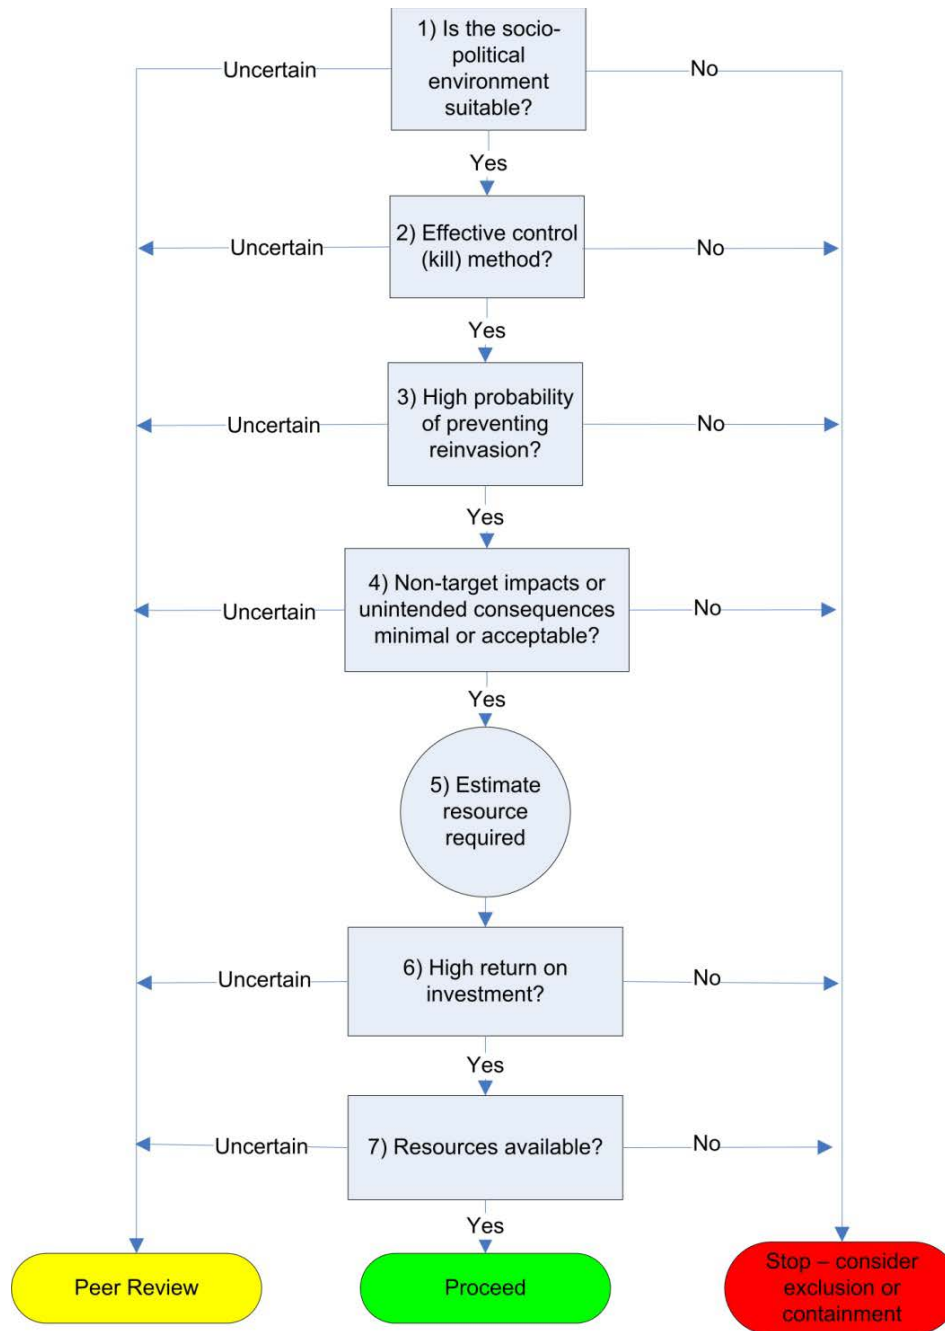 1) Is the socio-
political
environment
suitable?
Uncertain
No
Yes
2) Effective control
(kill) method?
Uncertain
No
Yes
3) High probability
of preventing
reinvasion?
Uncertain
No
Yes
4) Non-target impacts or
unintended consequences
minimal or acceptable?
Uncertain
No
Yes
5) Estimate
resource
required
6) High return on
investment?
Uncertain
No
Yes
7) Resources available?
Uncertain
No
Yes
Peer Review
Proceed
Stop – consider
exclusion or
containment